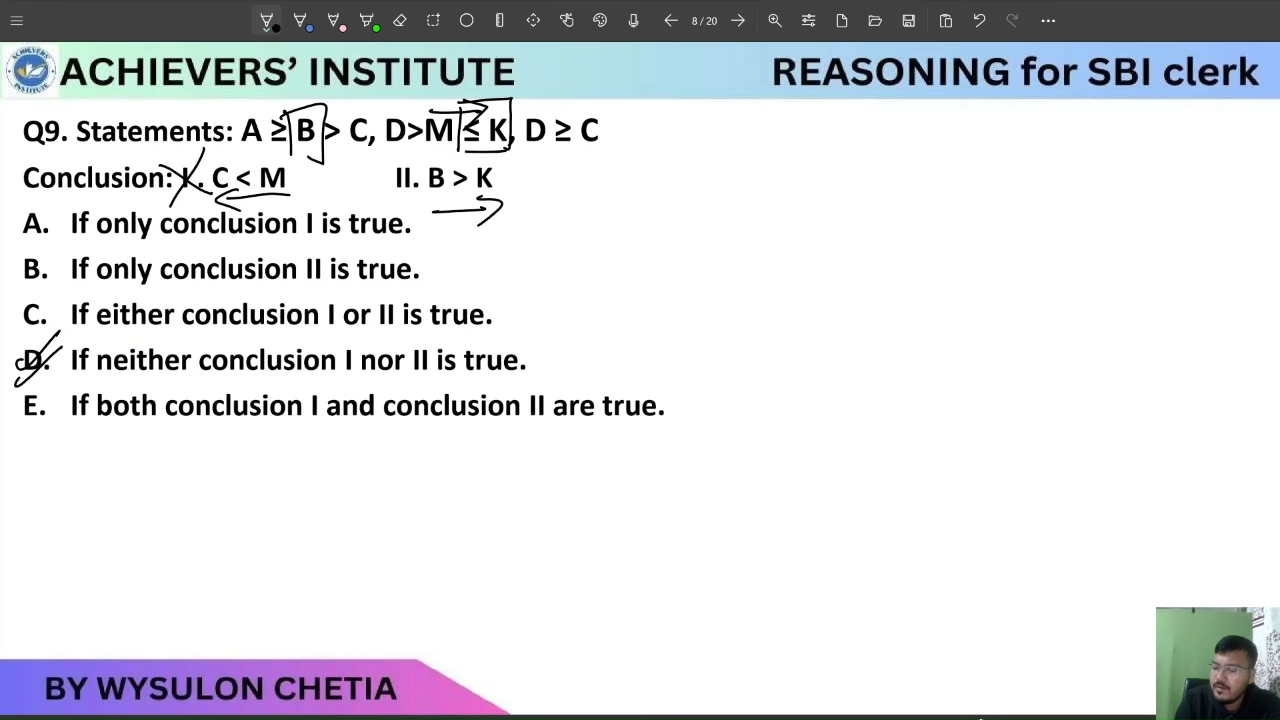 8 / 20
ACHIEVERS’ INSTITUTE
REASONING for SBI clerk
Q9. Statements: A ≥ B > C, D>M ≤ K, D ≥ C
Conclusion: I. C < M II. B > K
A. If only conclusion I is true.
B. If only conclusion II is true.
C. If either conclusion I or II is true.
D. If neither conclusion I nor II is true.
E. If both conclusion I and conclusion II are true.
BY WYSULON CHETIA